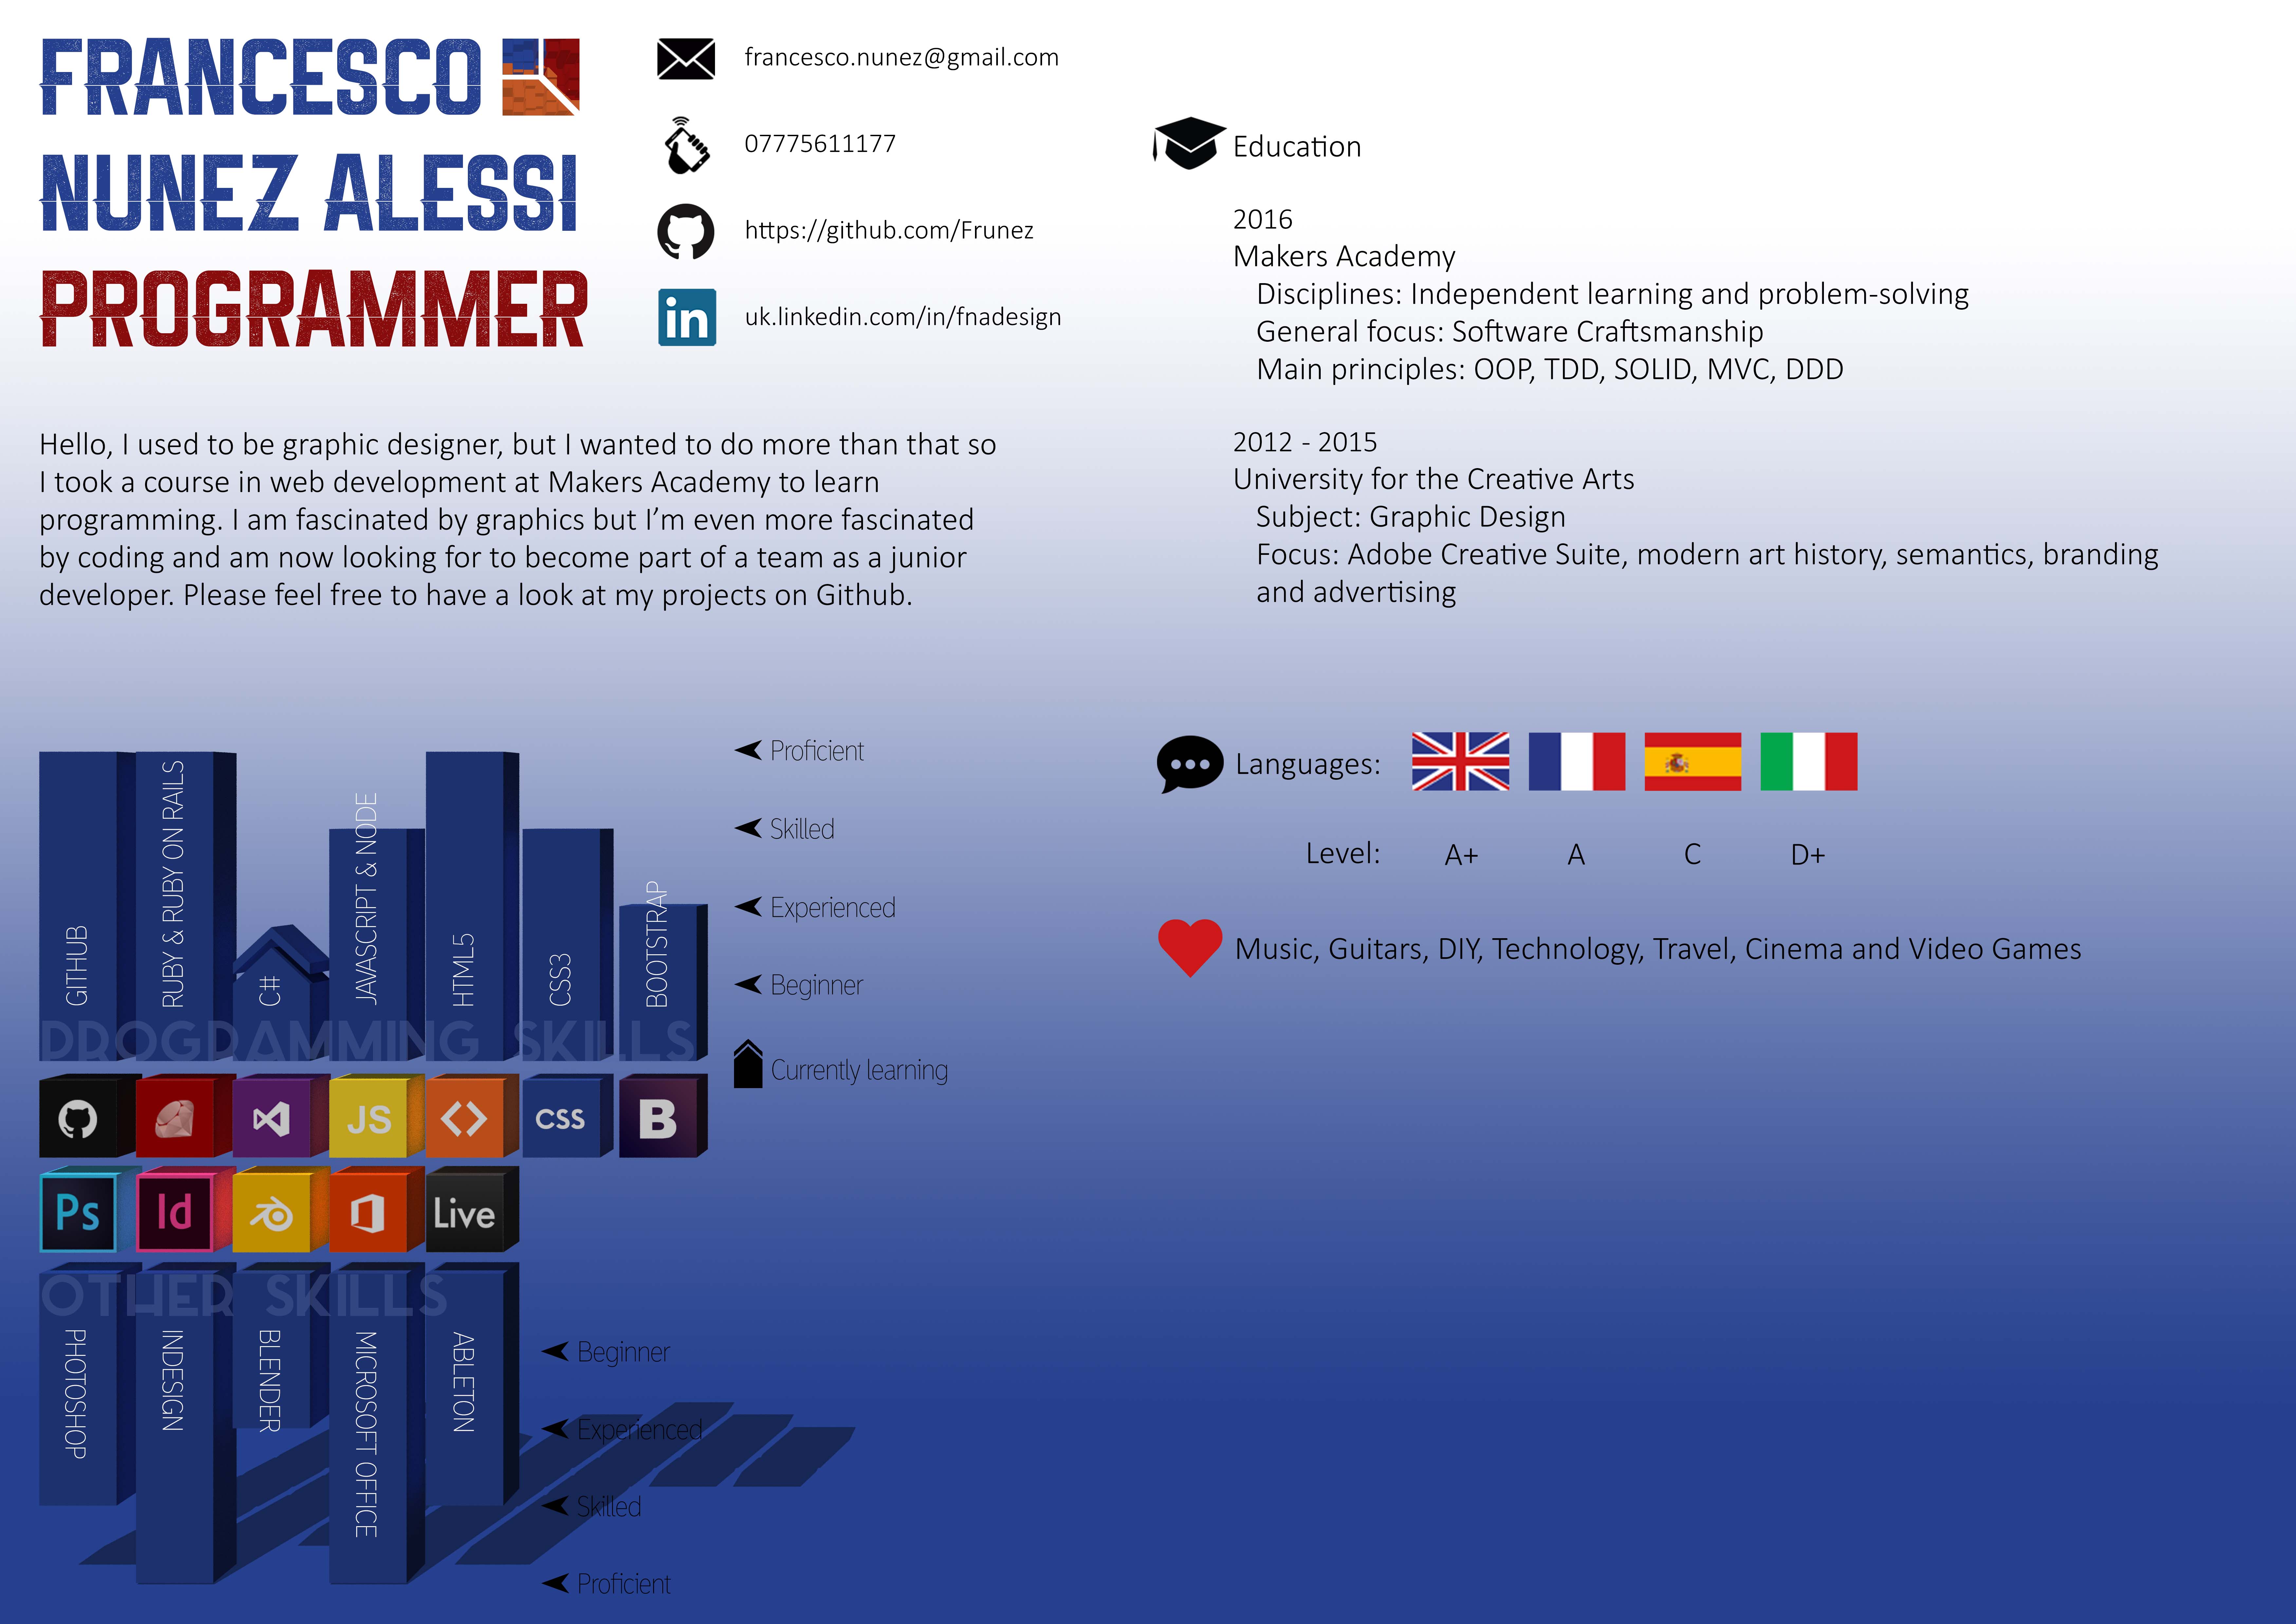 FRANCESCO
NUNEZ ALESSI
PROGRAMMER
francesco.nunez@gmail.com
07775611177
https://github.com/Frunez
in
uk.linkedin.com/in/fnadesign
Hello, I used to be graphic designer, but I wanted to do more than that so
I took a course in web development at Makers Academy to learn
programming. I am fascinated by graphics but I’m even more fascinated
by coding and am now looking for to become part of a team as a junior
developer. Please feel free to have a look at my projects on Github.
Education
2016
Makers Academy
Disciplines: Independent learning and problem-solving
General focus: Software Craftsmanship
Main principles: OOP, TDD, SOLID, MVC, DDD
2012 - 2015
University for the Creative Arts
Subject: Graphic Design
Focus: Adobe Creative Suite, modern art history, semantics, branding
and advertising
GITHUB
RUBY & RUBY ON RAILS
C#
JAVASCRIPT & NODE
HTML5
CSS3
BOOTSTRAP
PROGRAMMING SKILLS
Proficient
Skilled
Experienced
Beginner
Currently learning
JS
<>
CSS
B
Ps
Id
Live
OTHER SKILLS
PHOTOSHOP
INDESIGN
BLENDER
MICROSOFT OFFICE
ABLETON
Beginner
Experienced
Skilled
Proficient
Languages:
Level: A+ A C D+
Music, Guitars, DIY, Technology, Travel, Cinema and Video Games